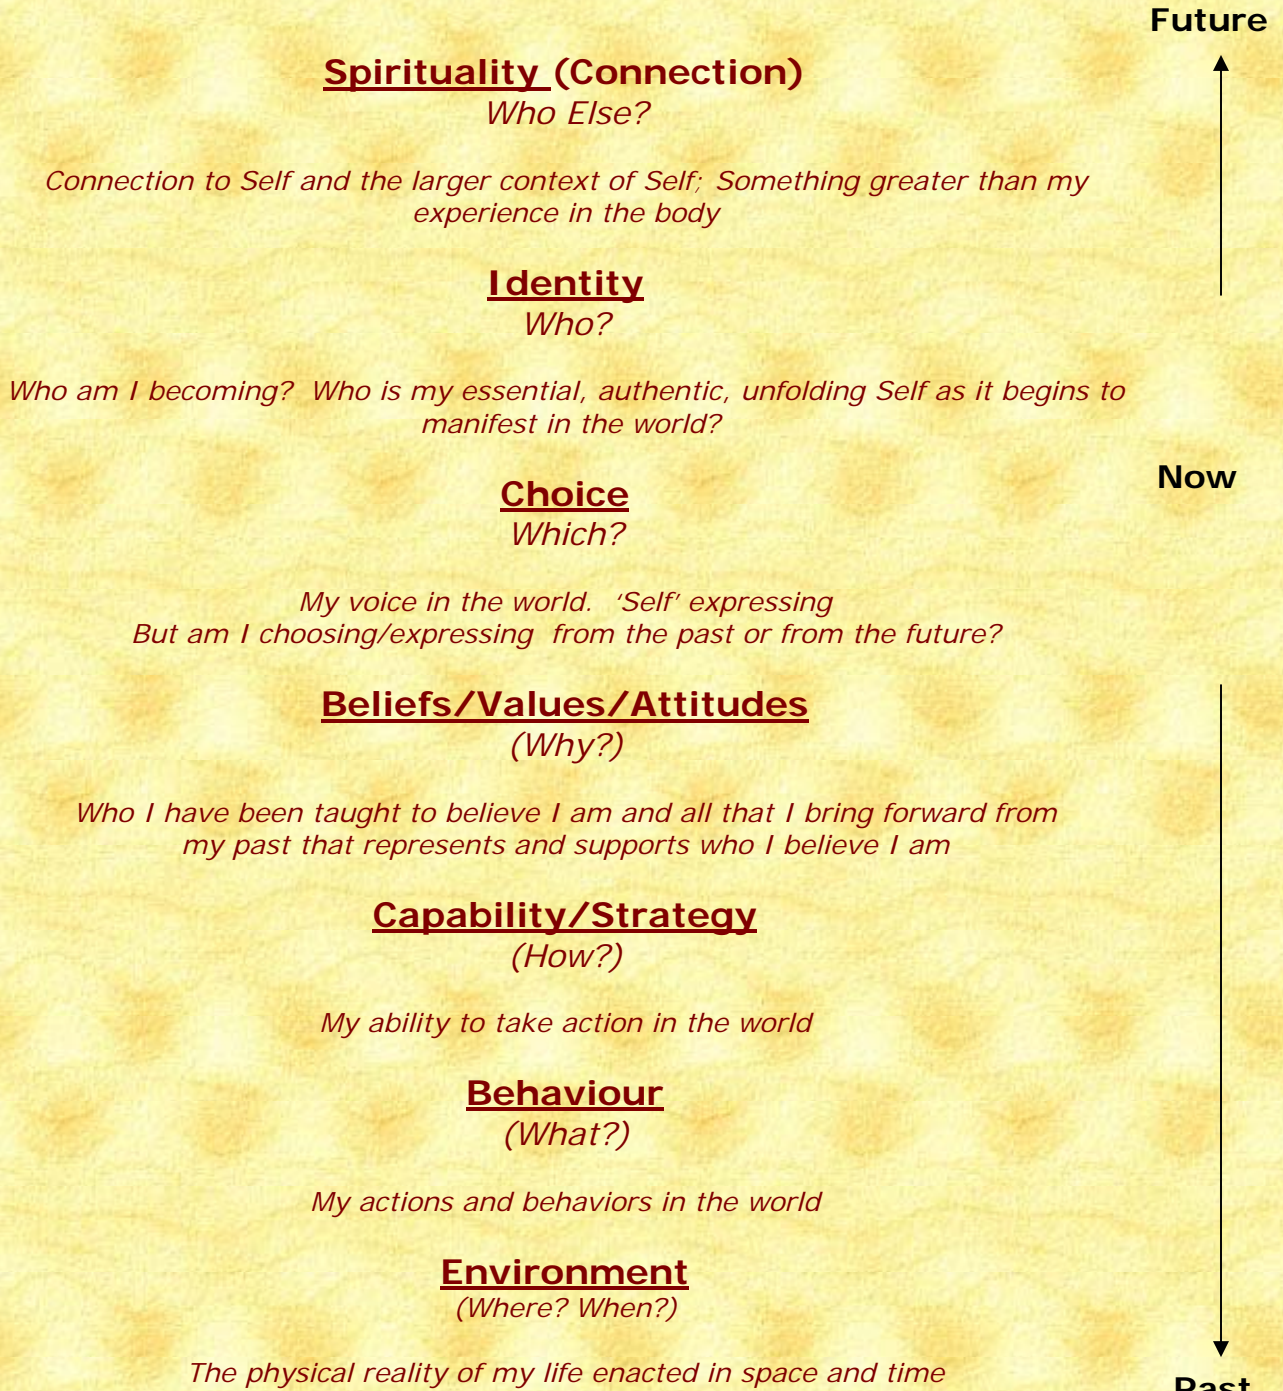 Future
Spirituality (Connection)
Who Else?
Connection to Self and the larger context of Self; Something greater than my
experience in the body
Identity
Who?
Who am I becoming? Who is my essential, authentic, unfolding Self as it begins to
manifest in the world?
Now
Choice
Which?
My voice in the world. 'Self' expressing
But am I choosing/expressing from the past or from the future?
Beliefs/Values/Attitudes
(Why?)
Who I have been taught to believe I am and all that I bring forward from
my past that represents and supports who I believe I am
Capability/Strategy
(How?)
My ability to take action in the world
Behaviour
(What?)
My actions and behaviors in the world
Environment
(Where? When?)
The physical reality of my life enacted in space and time
Past